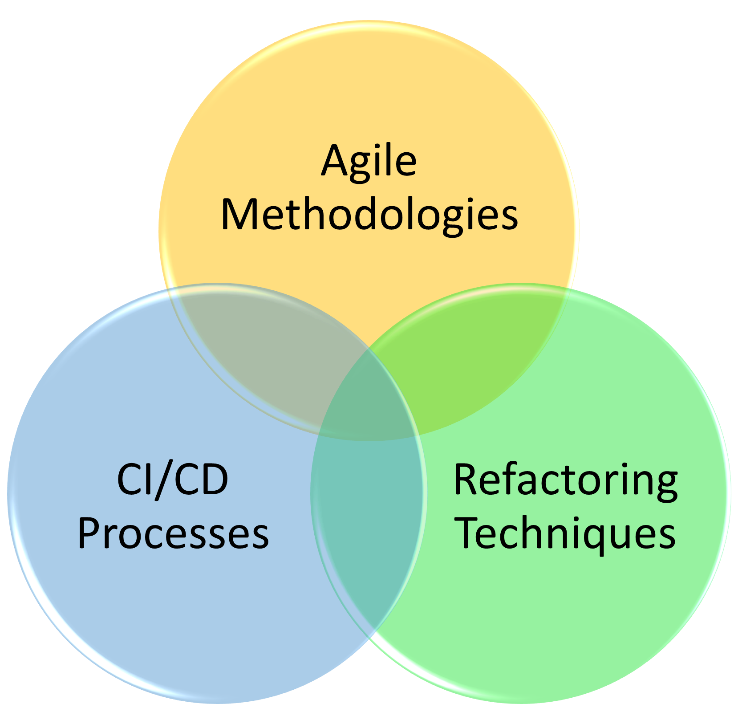 Agile
Methodologies
CI/CD
Processes
Refactoring
Techniques